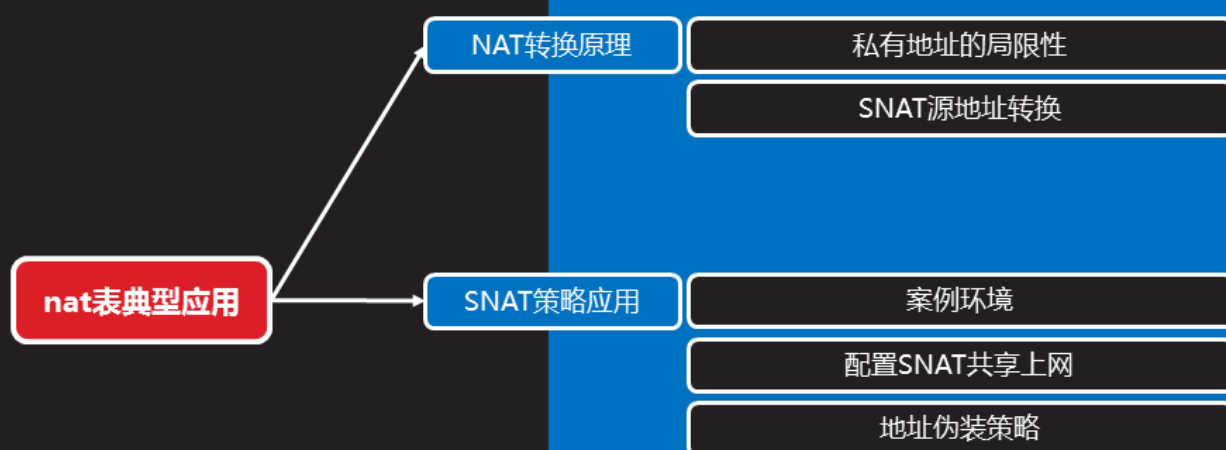 NAT转换原理
私有地址的局限性
SNAT源地址转换
nat表典型应用
SNAT策略应用
案例环境
配置SNAT共享上网
地址伪装策略